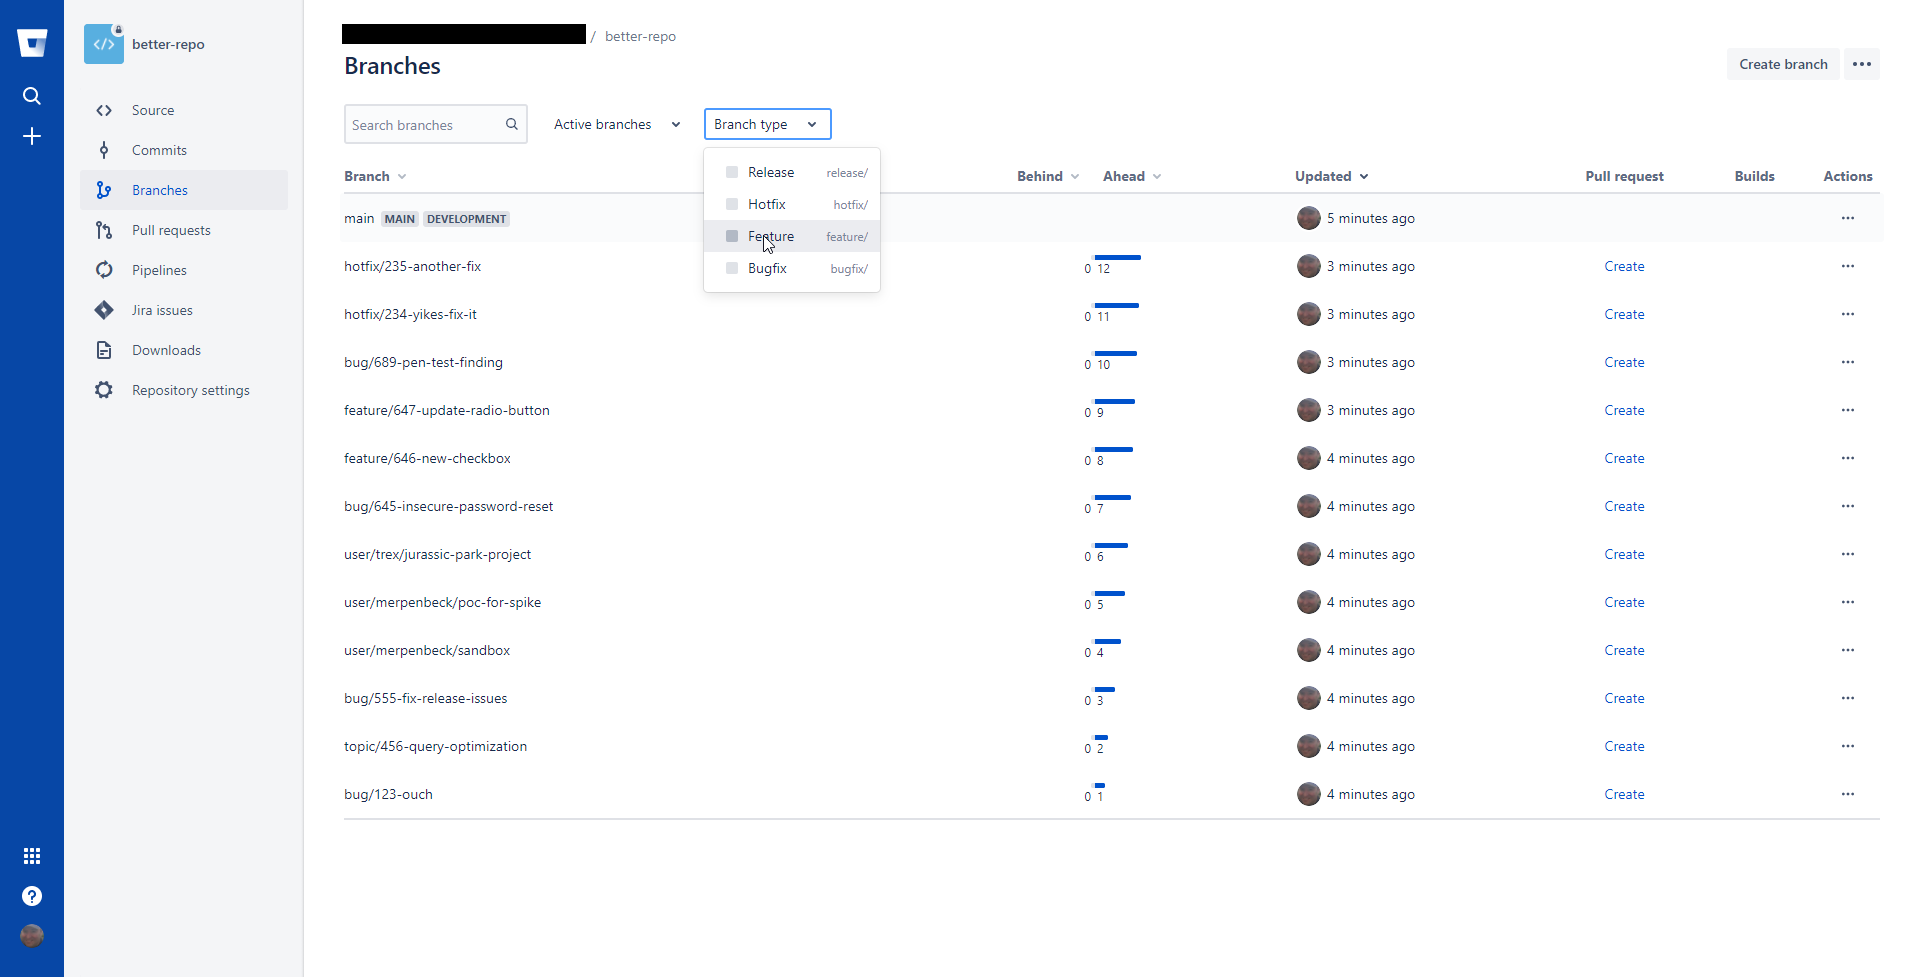 better-repo
/ better-repo
Branches
Create branch
Source
Commits
Branches
Pull requests
Pipelines
Jira issues
Downloads
Repository settings
Search branches
Active branches
Branch type
Release release/
Hotfix hotfix/
Feature feature/
Bugfix bugfix/
Branch Behind Ahead Updated Pull request Builds Actions
main MAIN DEVELOPMENT 5 minutes ago
hotfix/235-another-fix 0 12 3 minutes ago Create
hotfix/234-yikes-fix-it 0 11 3 minutes ago Create
bug/689-pen-test-finding 0 10 3 minutes ago Create
feature/647-update-radio-button 0 9 3 minutes ago Create
feature/646-new-checkbox 0 8 4 minutes ago Create
bug/645-insecure-password-reset 0 7 4 minutes ago Create
user/trex/jurassic-park-project 0 6 4 minutes ago Create
user/merpenbeck/poc-for-spike 0 5 4 minutes ago Create
user/merpenbeck/sandbox 0 4 4 minutes ago Create
bug/555-fix-release-issues 0 3 4 minutes ago Create
topic/456-query-optimization 0 2 4 minutes ago Create
bug/123-ouch 0 1 4 minutes ago Create